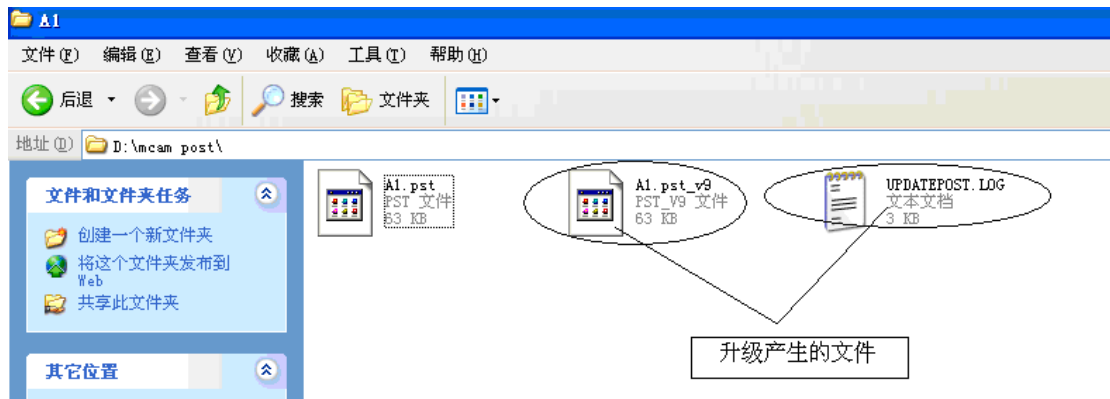 A1
文件(F) 编辑(E) 查看(V) 收藏(A) 工具(T) 帮助(H)
后退 搜索 文件夹
地址(D) D:\mcam post\
文件和文件夹任务
创建一个新文件夹
将这个文件夹发布到
Web
共享此文件夹
其它位置
A1.pst
PST 文件
63 KB
A1.pst_v9
PST_V9 文件
63 KB
UPDATEPOST.LOG
文本文档
3 KB
升级产生的文件